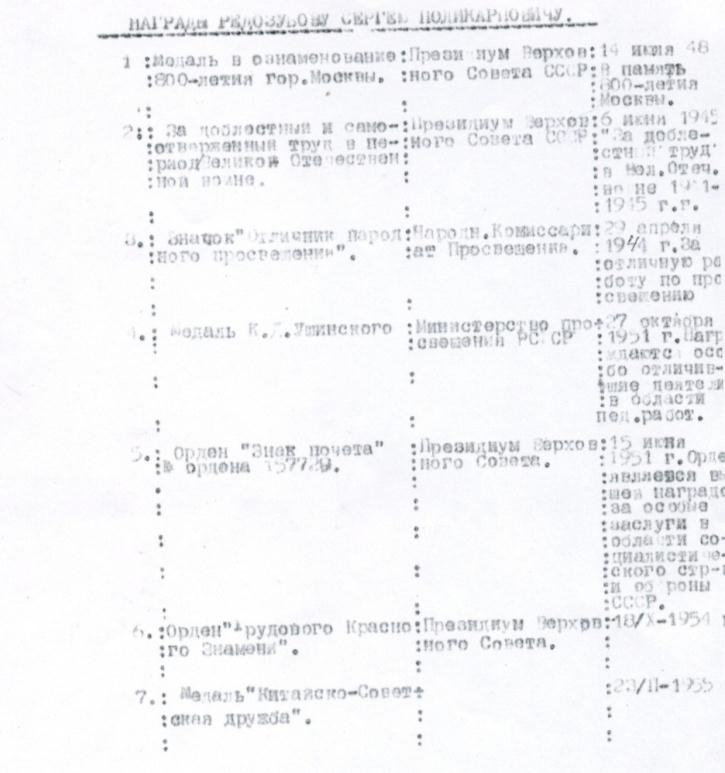 НАГРАДЫ РЕДОЗУБОВУ СЕРГЕЮ ПОЛИКАРПОВИЧУ.
1 :Медаль в ознаменование:Прези иум Верхов:14 июля 48
:800-летия гор.Москвы. :ного Совета СССР:В память
:800-летия
:Москвы.
2.: За доблестный и само-:Президиум Верхов:6 июня 1945
:отверженный труд в пе-:ного Совета СССР:"За добле-
:риод Великой Отечествен: :стный труд
:ной войне. :в Вел.Отеч.
:во не 1941-
:1945 г.г.
3.: Значок"Отличник народ:Народн.Комиссари:29 апреля
:ного просвещения". :ат Просвещения. :1944 г.За
:отличную ра
:боту по про
:свещению
4.: Медаль К.Д.Ушинского :Министерство про-:27 октября
:свещения РСФСР :1951 г.Нагр
:ждаютс осо
:бо отличив-
шие деятели
:в области
пед.работ.
5.: Орден "Знак почета" :Президиум Верхов:15 июня
:№ ордена 157729. :ного Совета. :1951 г.Орде
:является вы
:шей наградо
:за особые
:заслуги в
:области со-
:циалистиче-
:ского стр-
:и обороны
:СССР.
6.:Орден"Трудового Красно:Президиум Верхов:18/X-1954
:го Знамени". :ного Совета.
7.: Медаль"Китайско-Совет- :23/II-1955
:ская дружба".